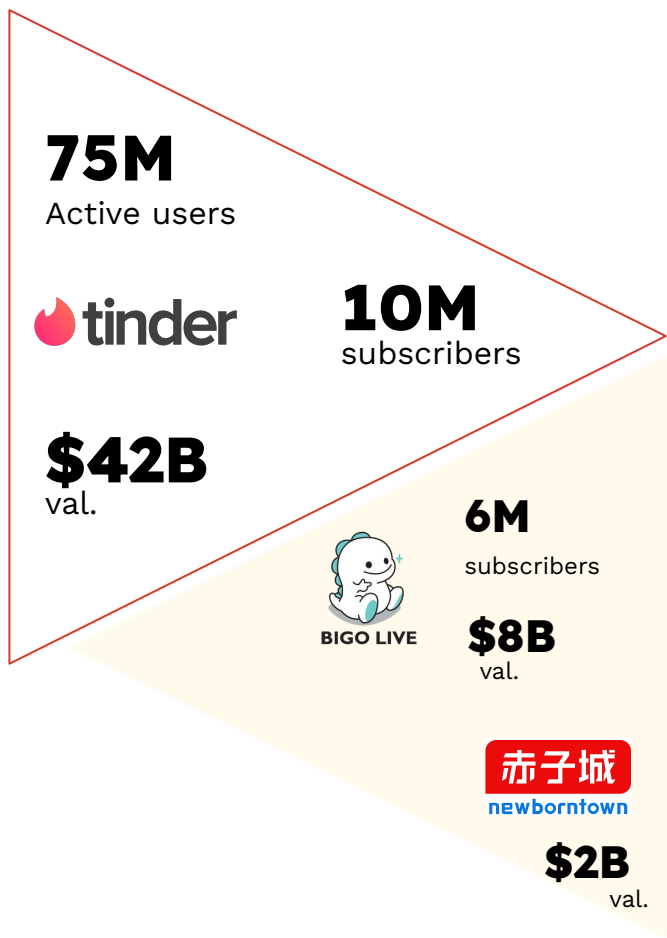 75M
Active users
tinder
10M
subscribers
$42B
val.
BIGO LIVE
6M
subscribers
$8B
val.
赤子城
newborntown
$2B
val.